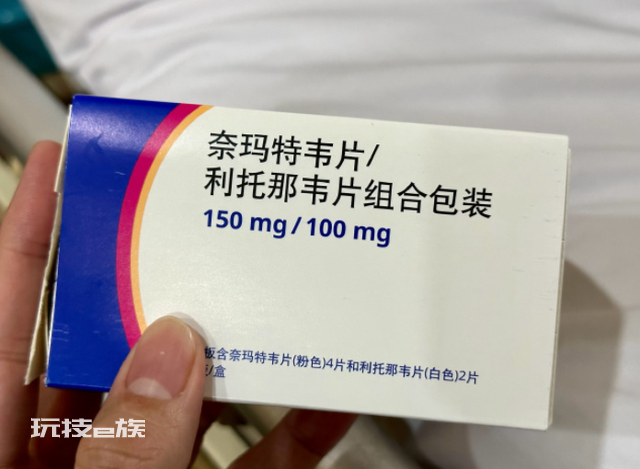 奈玛特韦片/
利托那韦片组合包装
150 mg/100 mg
板含奈玛特韦片(粉色)4片和利托那韦片(白色)2片
/盒
玩技e族